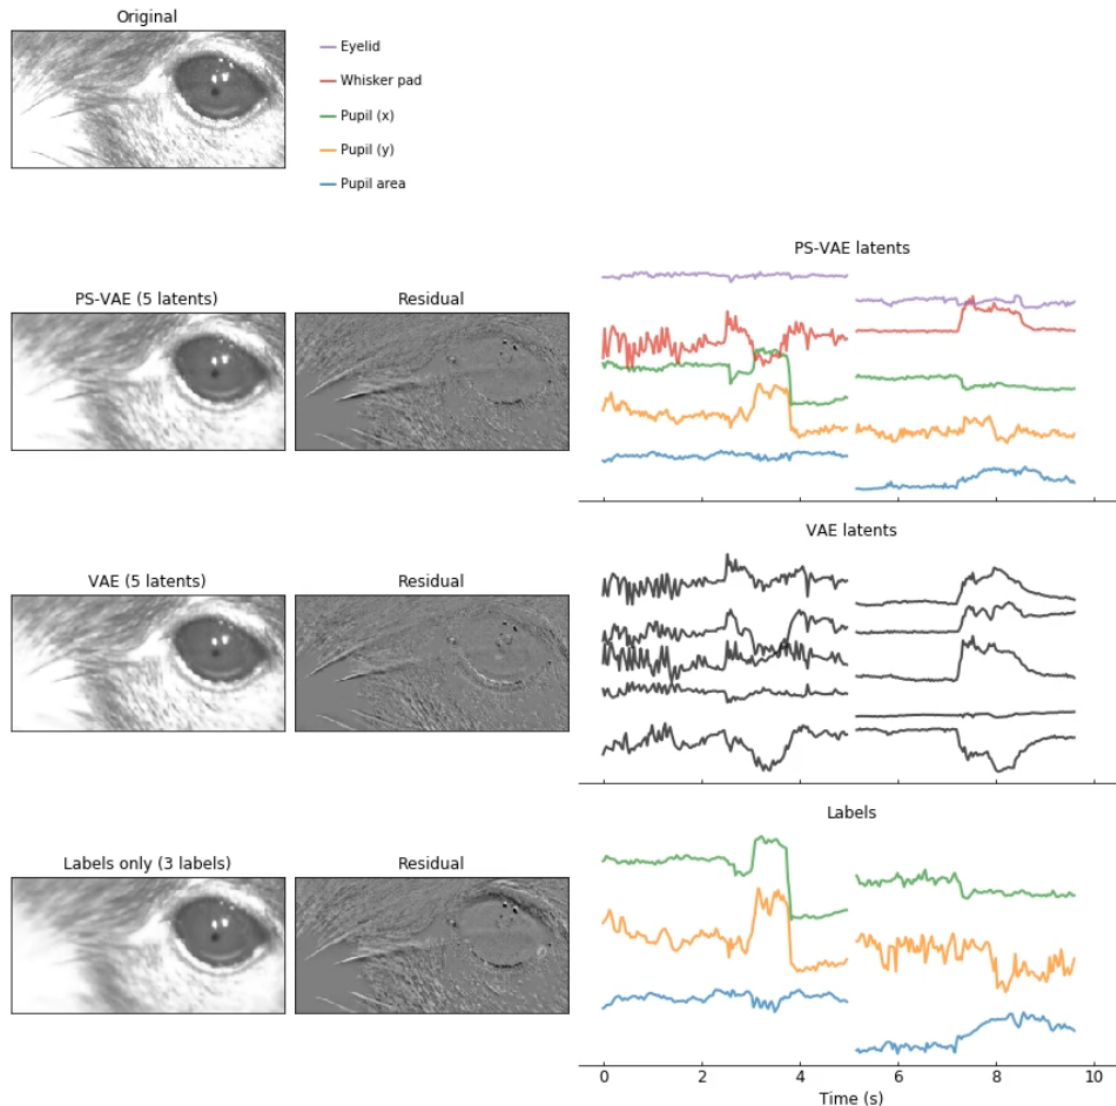 Original
Eyelid
Whisker pad
Pupil (x)
Pupil (y)
Pupil area
PS-VAE latents
PS-VAE (5 latents)
Residual
VAE latents
VAE (5 latents)
Residual
Labels
Labels only (3 labels)
Residual
0 2 4 6 8 10
Time (s)